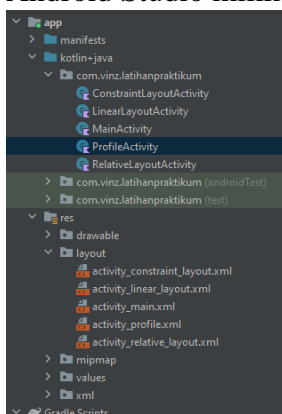 app
manifests
kotlin+java
com.vinz.latihanpraktikum
ConstraintLayoutActivity
LinearLayoutActivity
MainActivity
ProfileActivity
RelativeLayoutActivity
com.vinz.latihanpraktikum (androidTest)
com.vinz.latihanpraktikum (test)
res
drawable
layout
activity_constraint_layout.xml
activity_linear_layout.xml
activity_main.xml
activity_profile.xml
activity_relative_layout.xml
mipmap
values
xml
Gradle Scripts